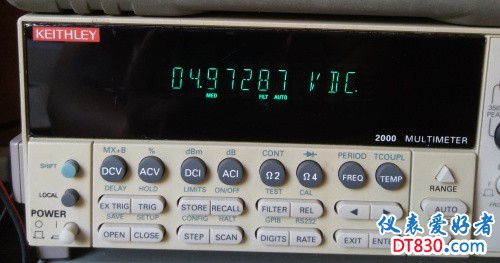 KEITHLEY
04.97287 VDC.
MED FILT AUTO
2000 MULTIMETER
MX+B % dBm dB CONT PERIOD TCOUPL
SHIFT DCV ACV DCI ACI Ω2 Ω4 FREQ TEMP
DELAY HOLD LIMITS ON/OFF TEST CAL
RANGE
LOCAL EX TRIG TRIG STORE RECALL FILTER REL
AUTO
POWER SAVE SETUP CONFIG HALT GPIB RS232
OPEN CLOSE STEP SCAN DIGITS RATE EXIT
仪表爱好者
DT830.com